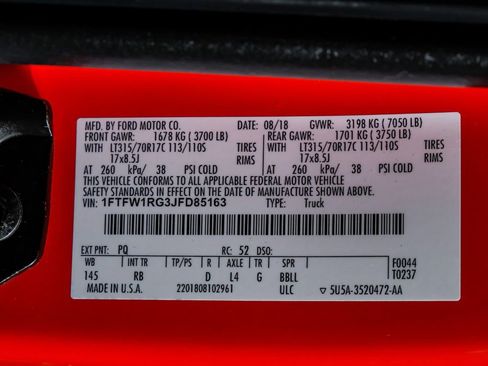 MFD. BY FORD MOTOR CO. DATE: 08/18 GVWR: 3198 KG ( 7050 LB)
FRONT GAWR: 1678 KG ( 3700 LB) REAR GAWR: 1701 KG ( 3750 LB)
WITH LT315/70R17C 113/110S TIRES WITH LT315/70R17C 113/110S TIRES
17x8.5J RIMS 17x8.5J RIMS
AT 260 kPa/ 38 PSI COLD AT 260 kPa/ 38 PSI COLD
THIS VEHICLE CONFORMS TO ALL APPLICABLE FEDERAL MOTOR VEHICLE
SAFETY STANDARDS IN EFFECT ON THE DATE OF MANUFACTURE SHOWN ABOVE.
VIN: 1FTFW1RG3JFD85163 TYPE: Truck
EXT PNT: PQ RC: 52 DSO:
WB INT TR TP/PS R AXLE TR SPR F0044
145 RB D L4 G BBLL T0237
MADE IN U.S.A. 2201808102961 ULC ▽ 5U5A-3520472-AA